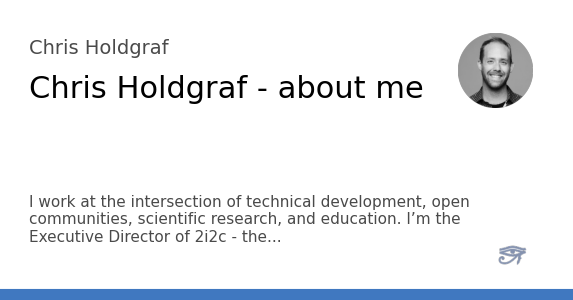 Chris Holdgraf
Chris Holdgraf - about me
I work at the intersection of technical development, open
communities, scientific research, and education. I’m the
Executive Director of 2i2c - the...